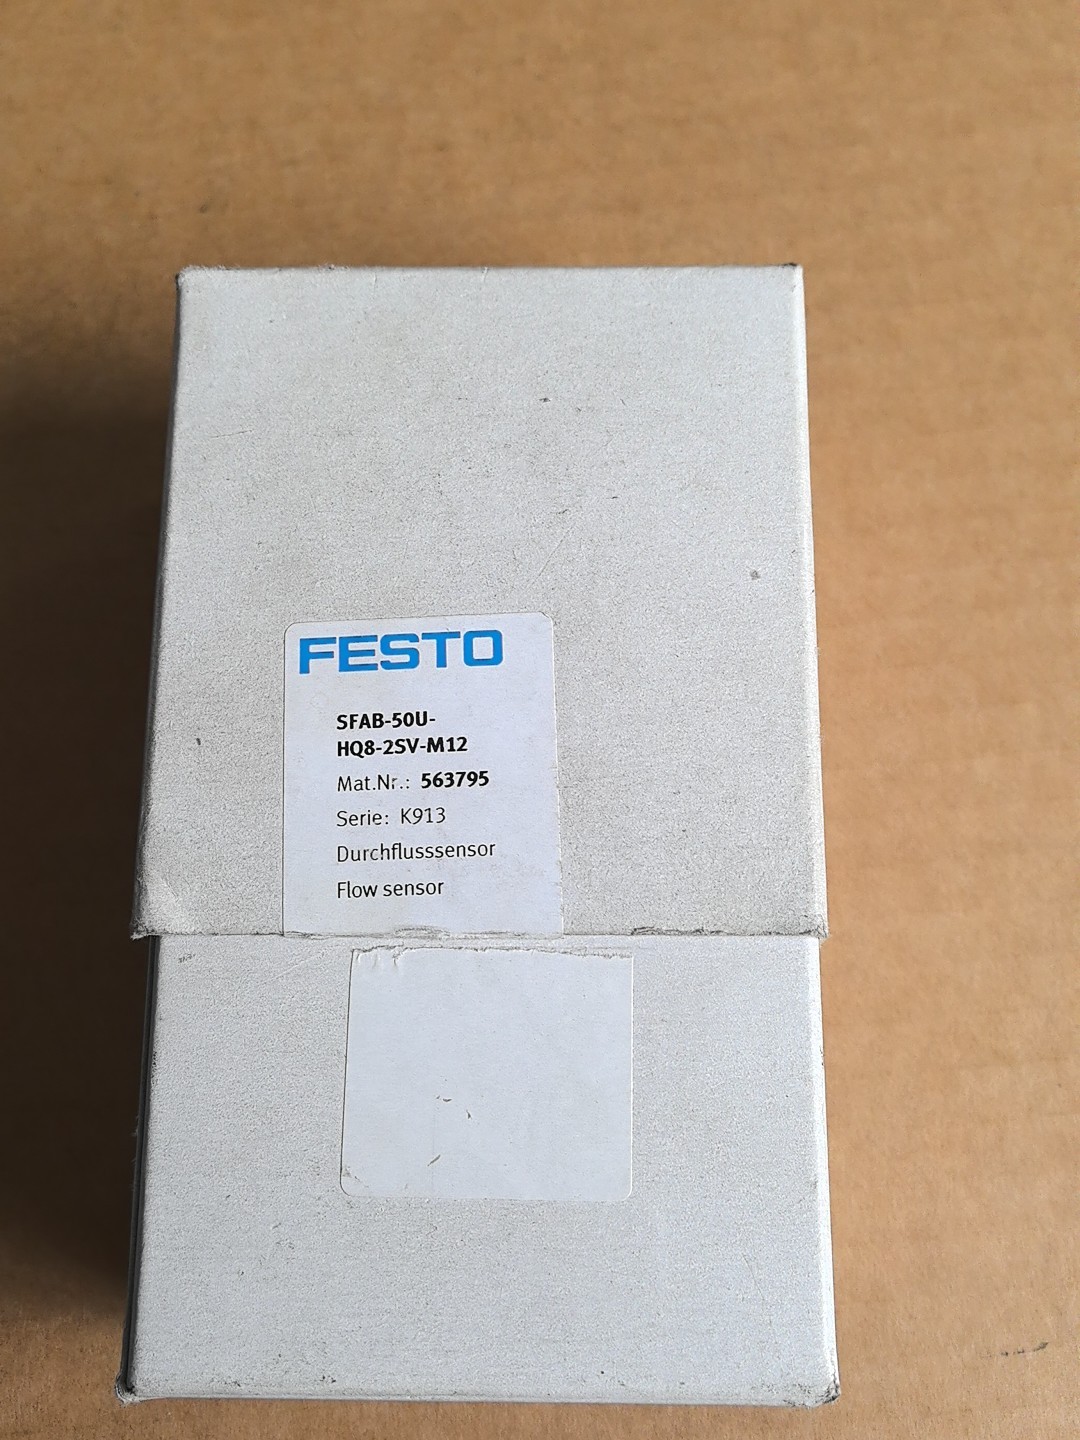 FESTO
SFAB-50U-
HQ8-2SV-M12
Mat.Nr.: 563795
Serie: K913
Durchflusssensor
Flow sensor